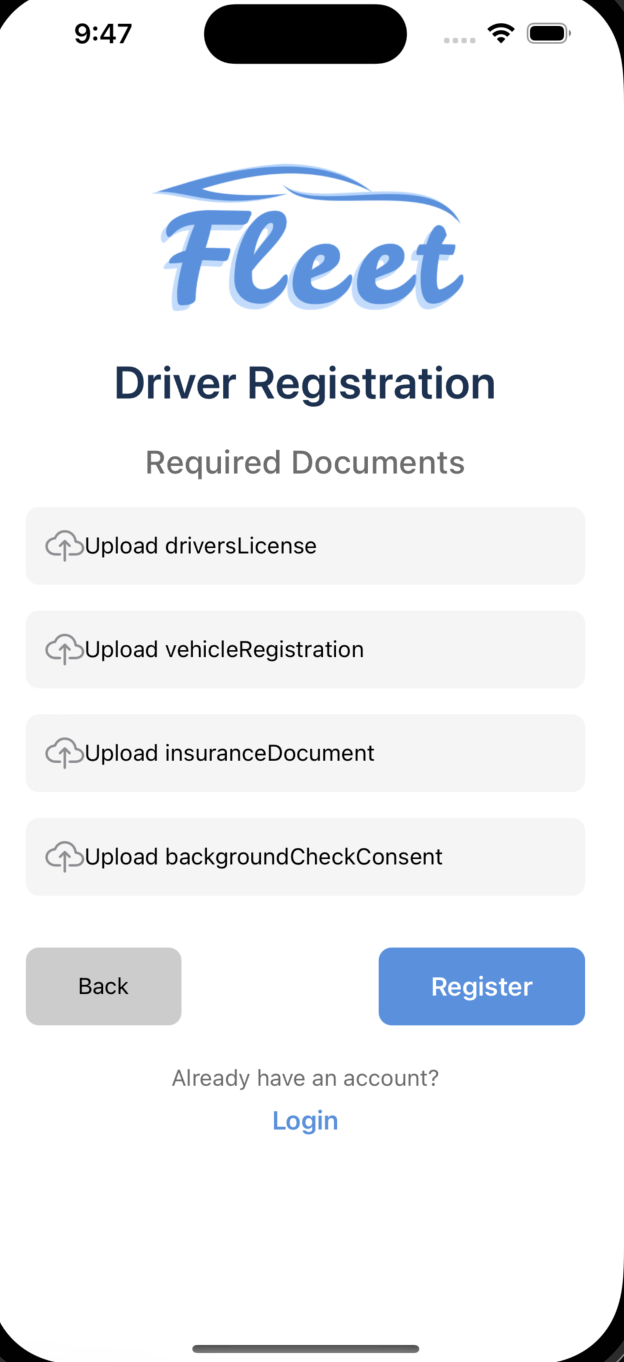 9:47
Fleet
Driver Registration
Required Documents
Upload driversLicense
Upload vehicleRegistration
Upload insuranceDocument
Upload backgroundCheckConsent
Back
Register
Already have an account?
Login